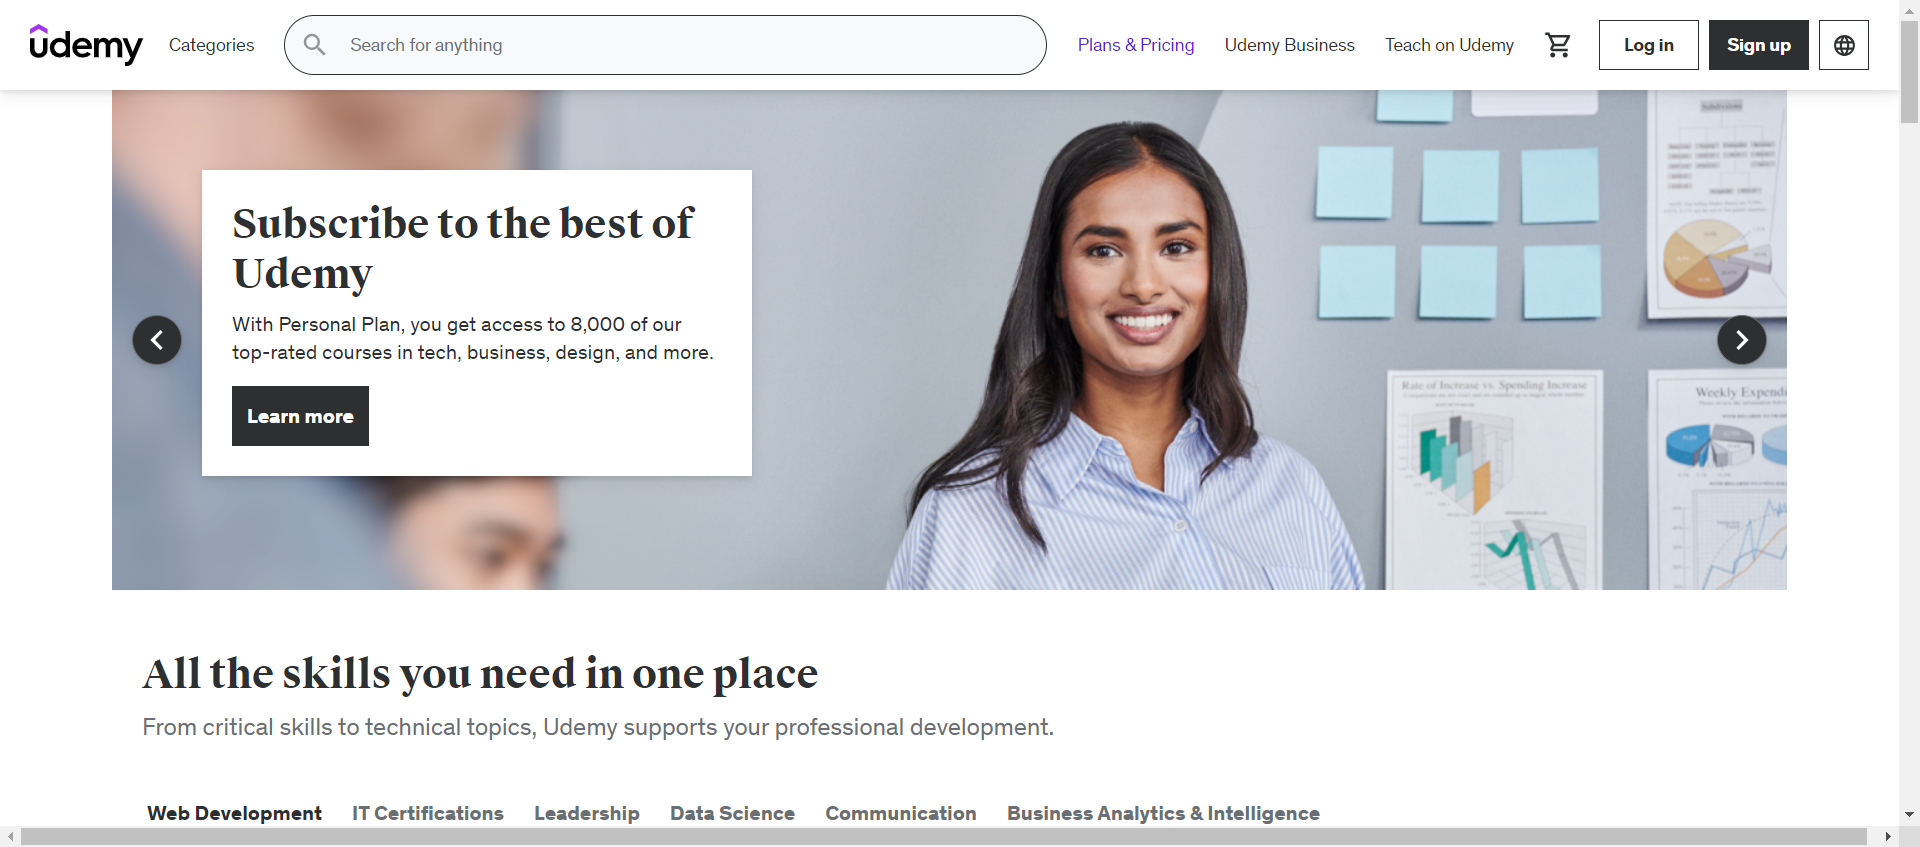 udemy
Categories
Search for anything
Plans & Pricing
Udemy Business
Teach on Udemy
Log in
Sign up
Subscribe to the best of
Udemy
With Personal Plan, you get access to 8,000 of our
top-rated courses in tech, business, design, and more.
Learn more
Subdivisions
Rate of Increase vs. Spending Increase
Weekly Expendi
All the skills you need in one place
From critical skills to technical topics, Udemy supports your professional development.
Web Development
IT Certifications
Leadership
Data Science
Communication
Business Analytics & Intelligence